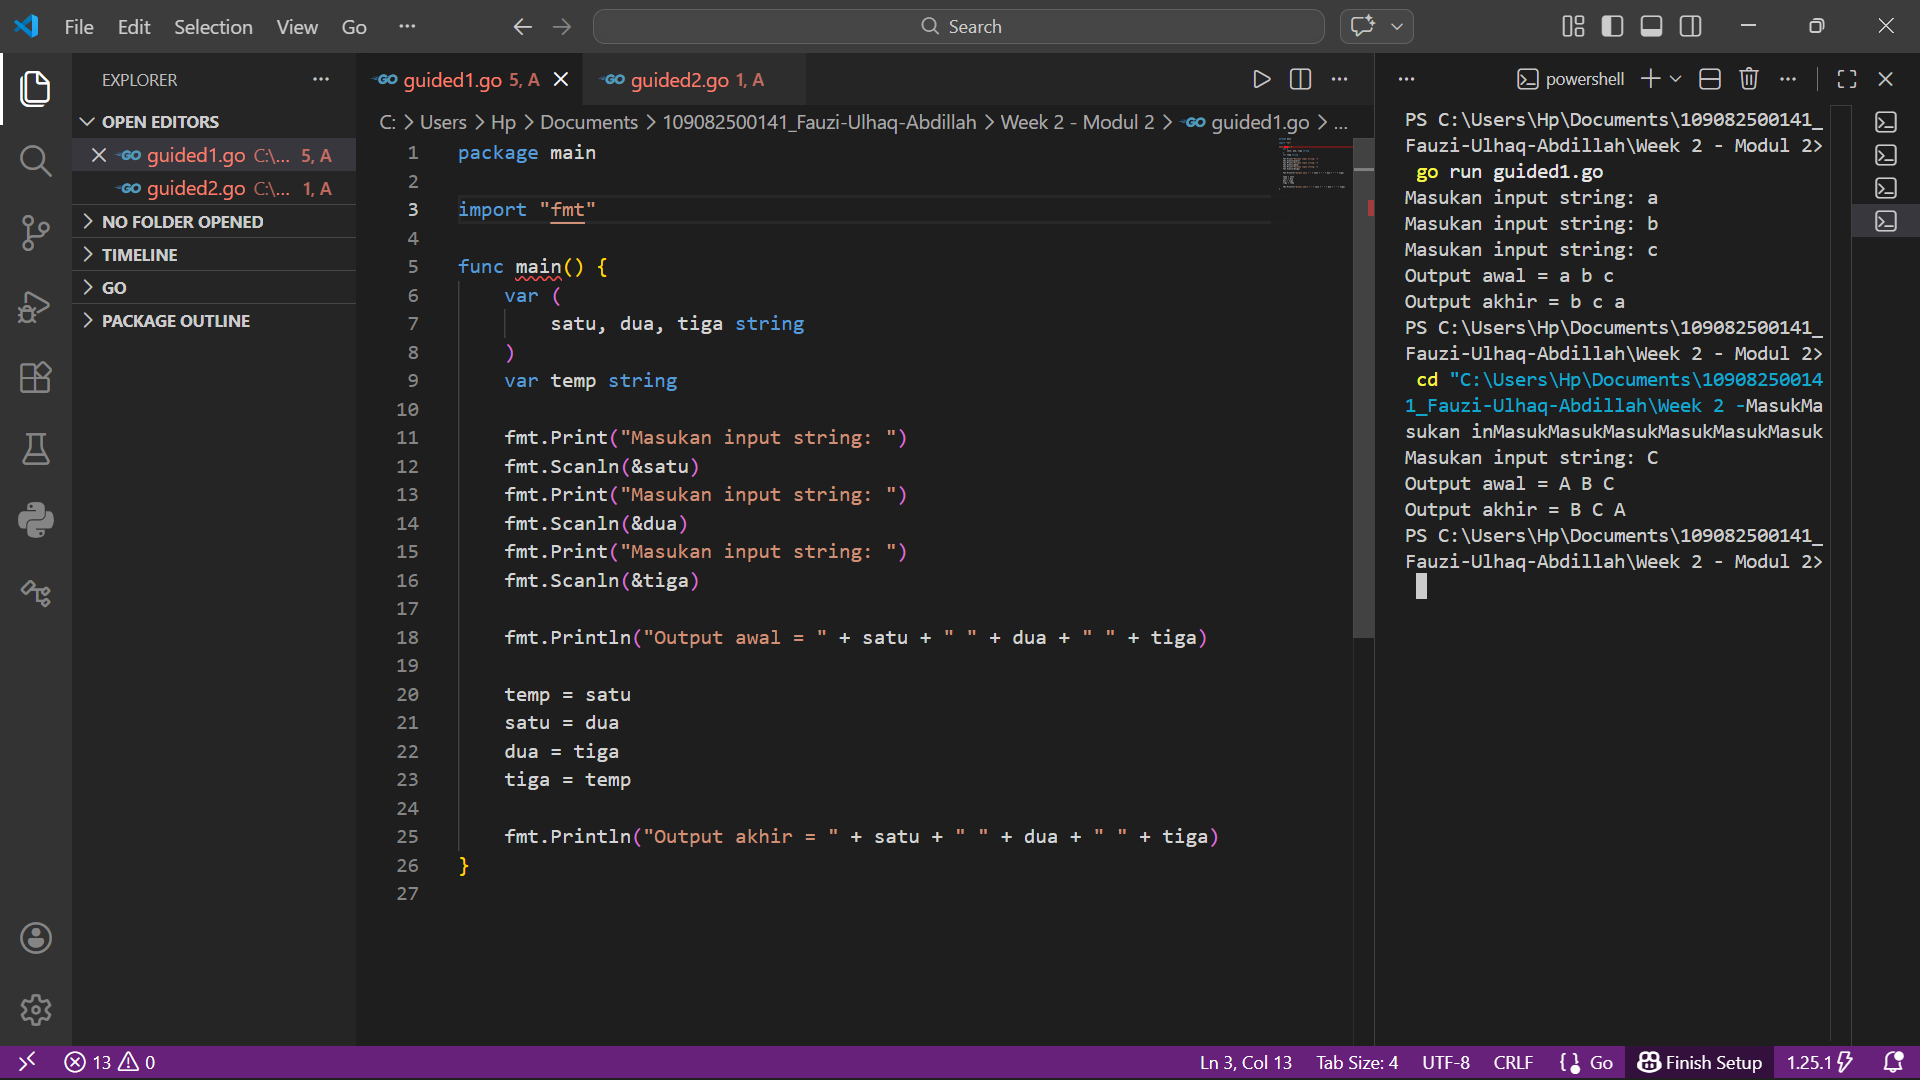 File Edit Selection View Go ··· Search
EXPLORER ···
OPEN EDITORS
guided1.go C:\... 5, A
guided2.go C:\... 1, A
NO FOLDER OPENED
TIMELINE
GO
PACKAGE OUTLINE
GO guided1.go 5, A GO guided2.go 1, A
C: > Users > Hp > Documents > 109082500141_Fauzi-Ulhaq-Abdillah > Week 2 - Modul 2 > GO guided1.go > ...
1 package main
2
3 import "fmt"
4
5 func main() {
6 var (
7 satu, dua, tiga string
8 )
9 var temp string
10
11 fmt.Print("Masukan input string: ")
12 fmt.Scanln(&satu)
13 fmt.Print("Masukan input string: ")
14 fmt.Scanln(&dua)
15 fmt.Print("Masukan input string: ")
16 fmt.Scanln(&tiga)
17
18 fmt.Println("Output awal = " + satu + " " + dua + " " + tiga)
19
20 temp = satu
21 satu = dua
22 dua = tiga
23 tiga = temp
24
25 fmt.Println("Output akhir = " + satu + " " + dua + " " + tiga)
26 }
27
··· powershell ···
PS C:\Users\Hp\Documents\109082500141_
Fauzi-Ulhaq-Abdillah\Week 2 - Modul 2>
go run guided1.go
Masukan input string: a
Masukan input string: b
Masukan input string: c
Output awal = a b c
Output akhir = b c a
PS C:\Users\Hp\Documents\109082500141_
Fauzi-Ulhaq-Abdillah\Week 2 - Modul 2>
cd "C:\Users\Hp\Documents\10908250014
1_Fauzi-Ulhaq-Abdillah\Week 2 -MasukMa
sukan inMasukMasukMasukMasukMasukMasuk
Masukan input string: C
Output awal = A B C
Output akhir = B C A
PS C:\Users\Hp\Documents\109082500141_
Fauzi-Ulhaq-Abdillah\Week 2 - Modul 2>
13 0 Ln 3, Col 13 Tab Size: 4 UTF-8 CRLF Go Finish Setup 1.25.1